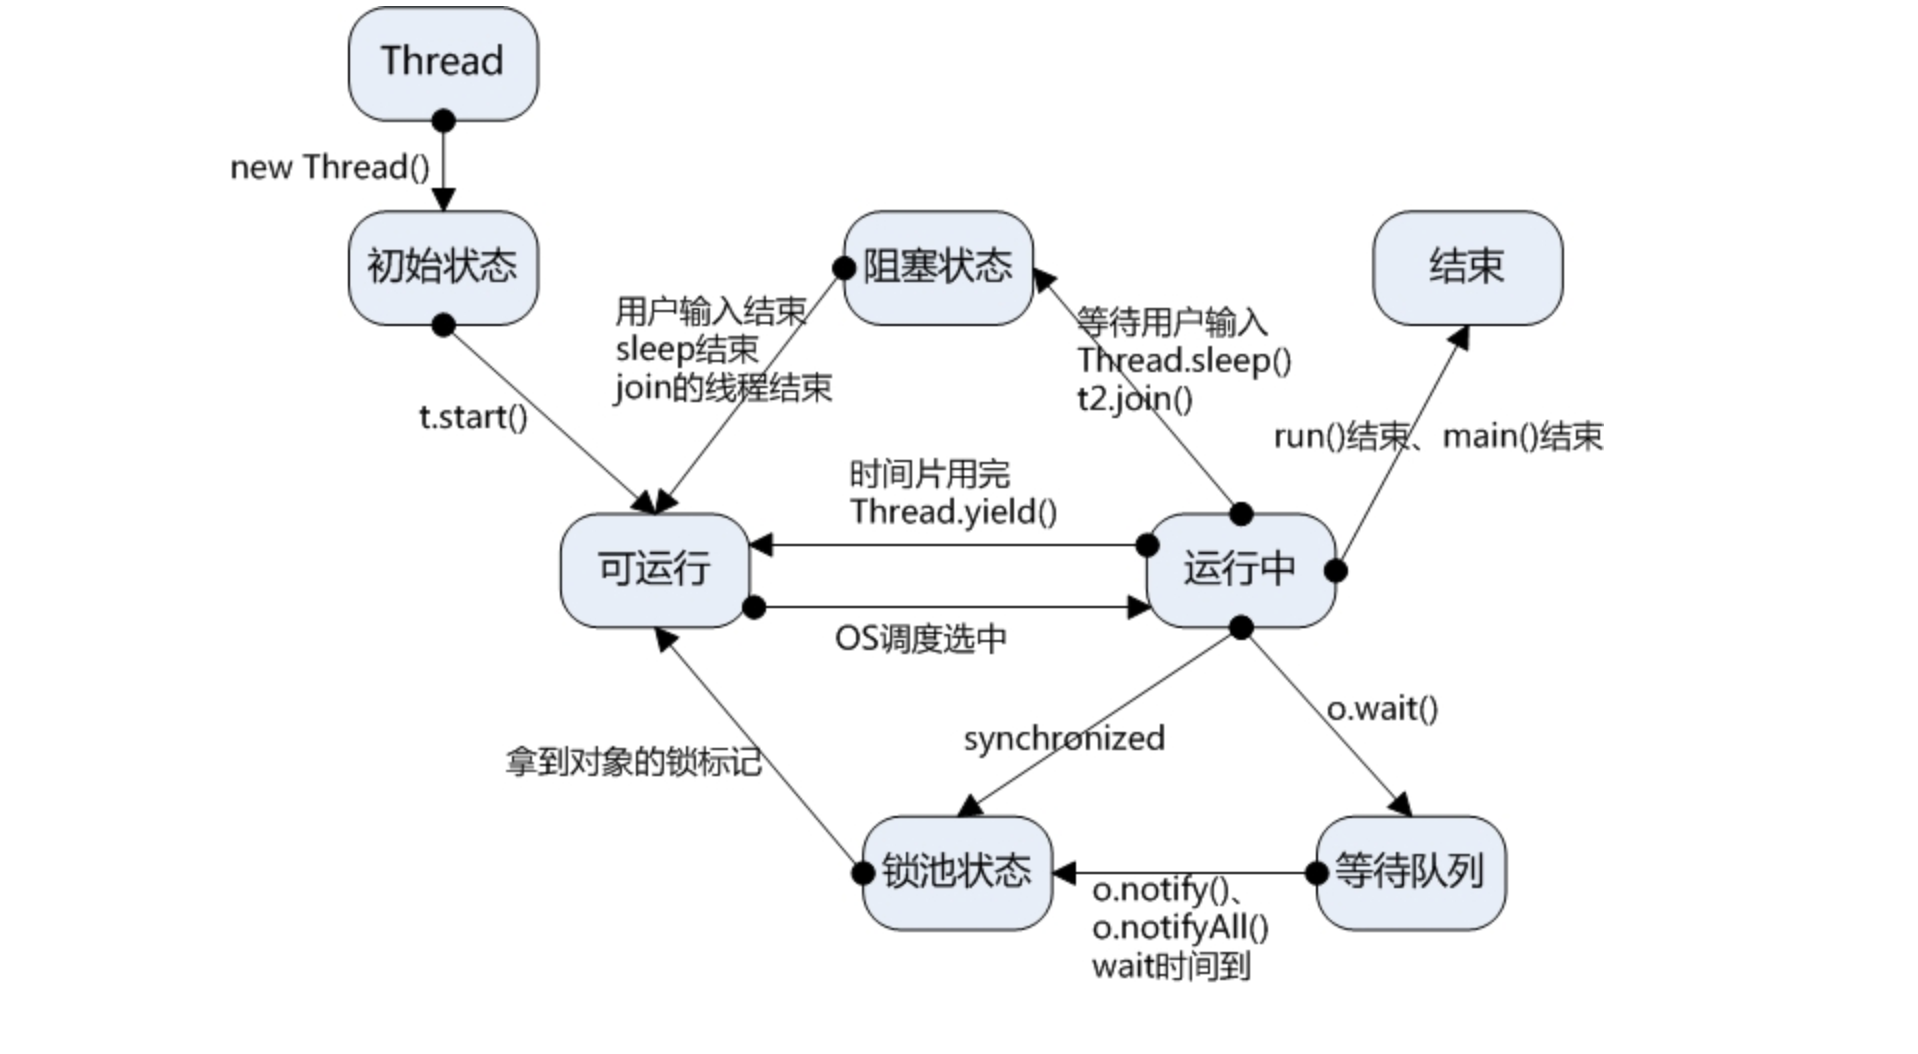 Thread
new Thread()
初始状态
阻塞状态
结束
用户输入结束
sleep结束
join的线程结束
等待用户输入
Thread.sleep()
t2.join()
t.start()
run()结束、main()结束
时间片用完
Thread.yield()
可运行
运行中
OS调度选中
synchronized
o.wait()
拿到对象的锁标记
锁池状态
等待队列
o.notify()、
o.notifyAll()
wait时间到